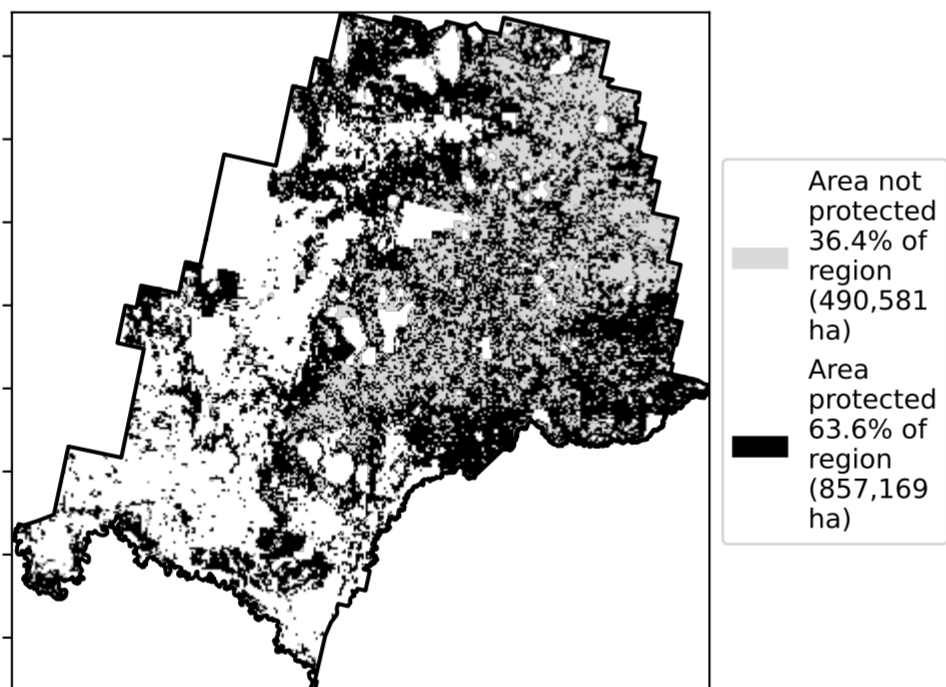 Area not
protected
36.4% of
region
(490,581
ha)
Area
protected
63.6% of
region
(857,169
ha)